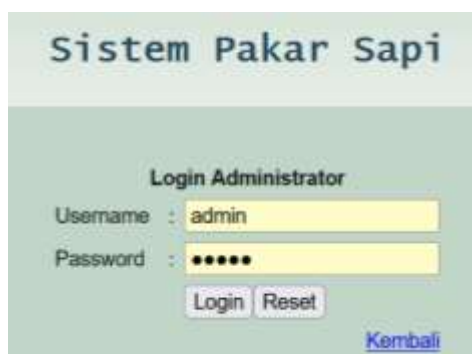 Sistem Pakar Sapi
Login Administrator
Username : admin
Password : •••••
Login Reset
Kembali